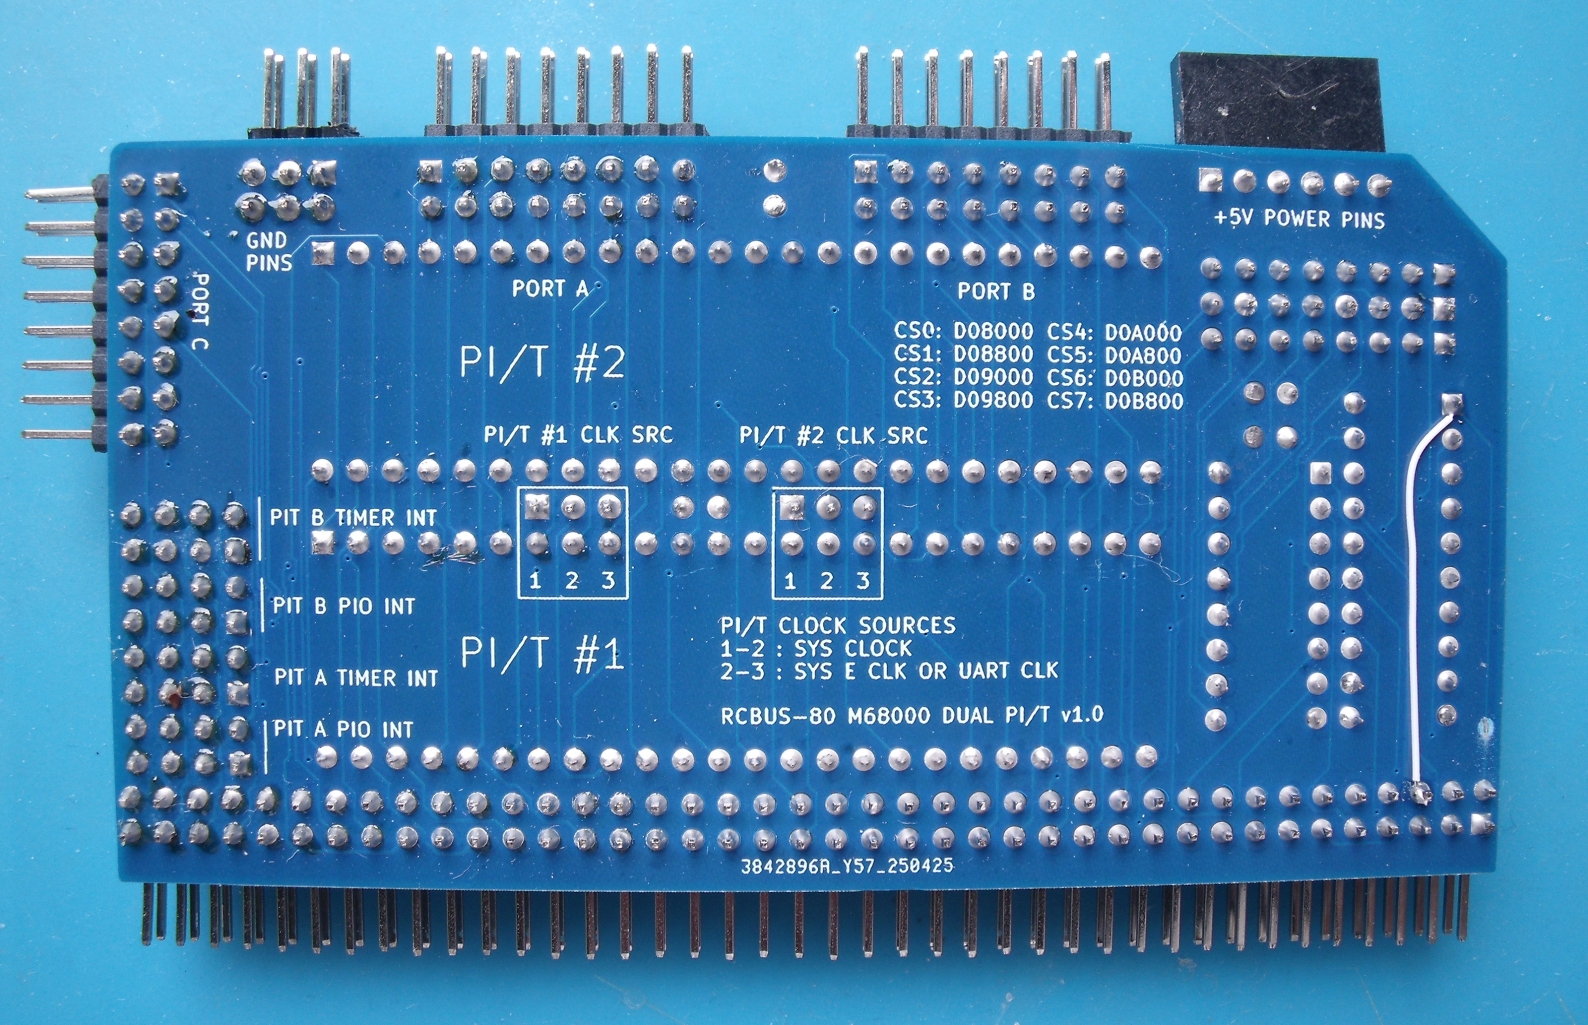 +5V POWER PINS
GND
PINS
PORT A
PORT B
PORT C
CS0: D08000 CS4: D0A000
CS1: D08800 CS5: D0A800
CS2: D09000 CS6: D0B000
CS3: D09800 CS7: D0B800
PI/T #2
PI/T #1 CLK SRC
PI/T #2 CLK SRC
PIT B TIMER INT
1 2 3
1 2 3
PIT B PIO INT
PI/T #1
PI/T CLOCK SOURCES
1-2 : SYS CLOCK
2-3 : SYS E CLK OR UART CLK
PIT A TIMER INT
RCBUS-80 M68000 DUAL PI/T v1.0
PIT A PIO INT
3842896A_Y57_250425